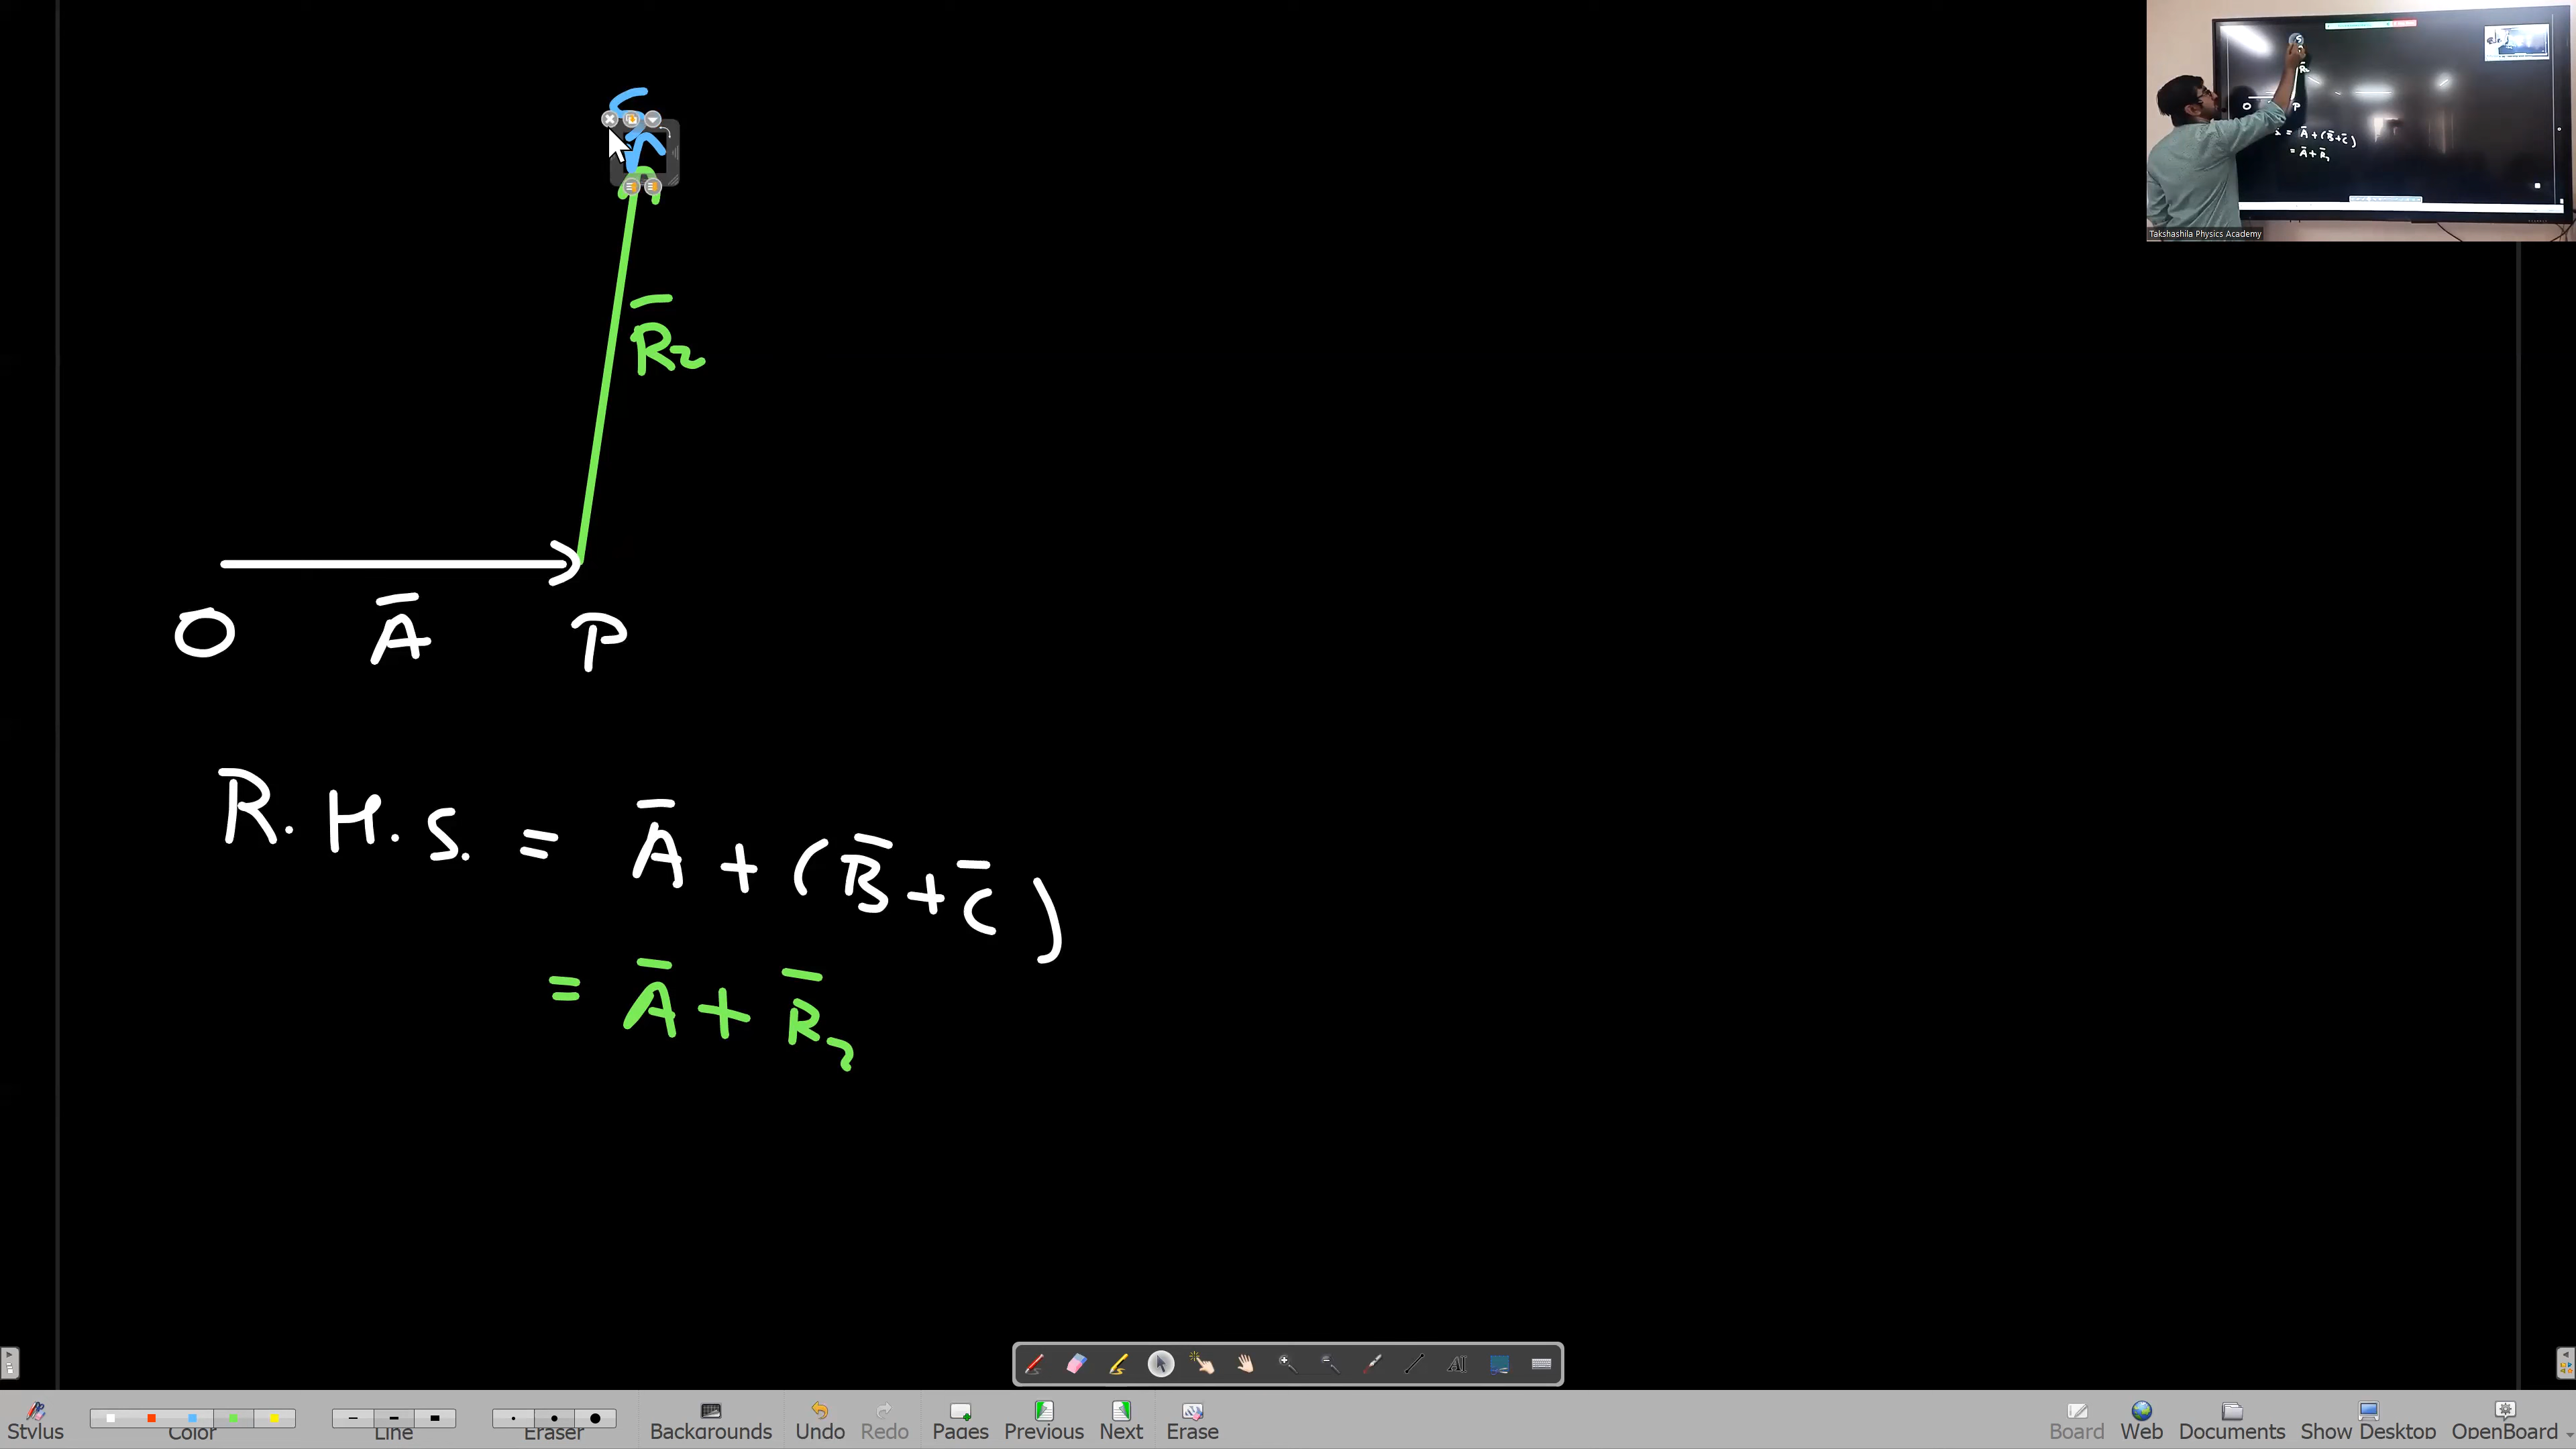 S
R̄₂
O Ā P
R.H.S. = Ā + (B̄ + C̄)
= Ā + R̄₂
Takshashila Physics Academy
Stylus Color Line Eraser Backgrounds Undo Redo Pages Previous Next Erase Board Web Documents Show Desktop OpenBoard